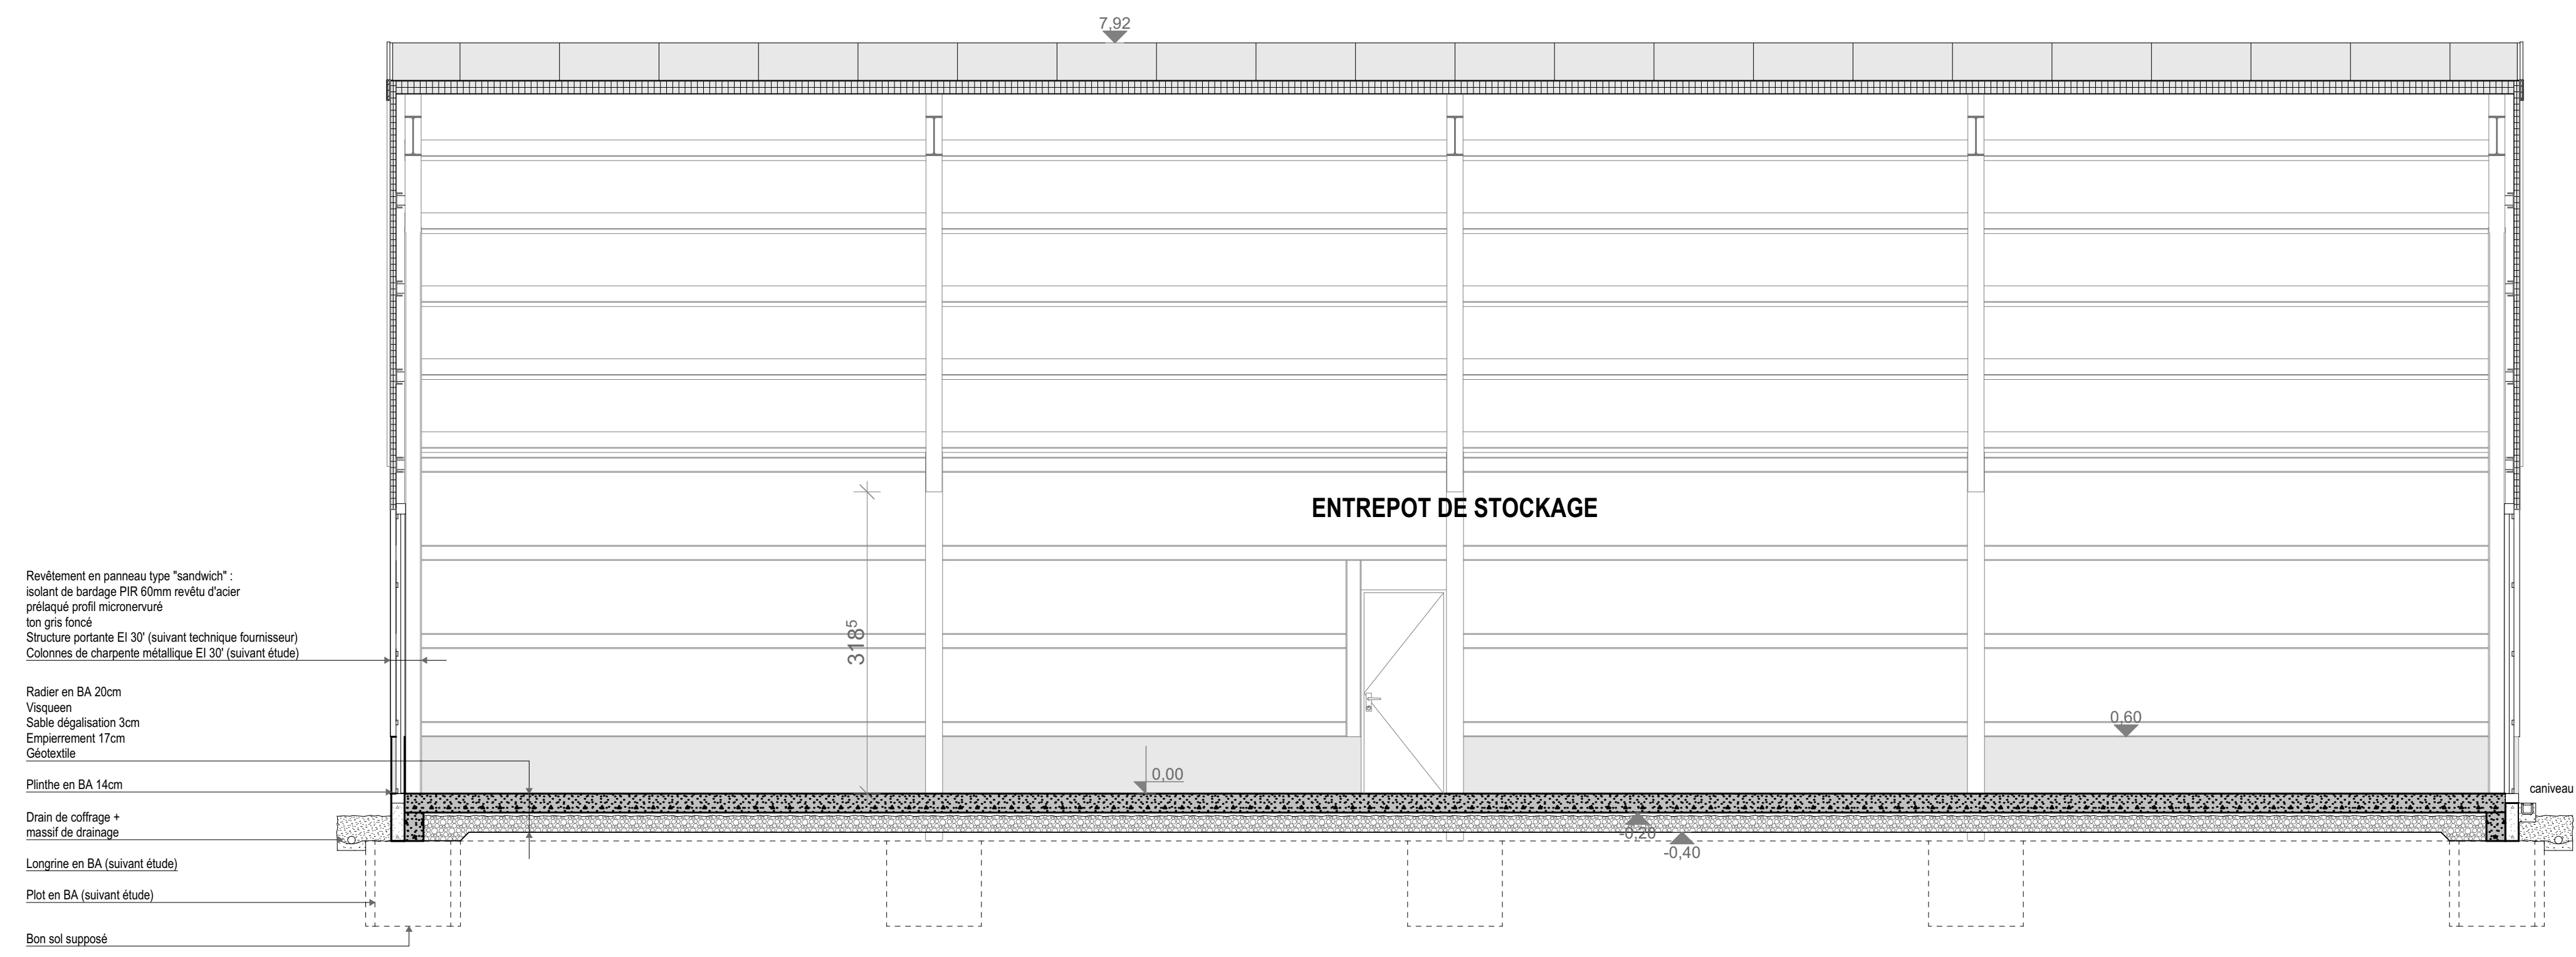 7,92
ENTREPOT DE STOCKAGE
Revêtement en panneau type "sandwich" :
isolant de bardage PIR 60mm revêtu d'acier
prélaqué profil micronervuré
ton gris foncé
Structure portante EI 30' (suivant technique fournisseur)
Colonnes de charpente métallique EI 30' (suivant étude)
318⁵
Radier en BA 20cm
Visqueen
Sable dégalisation 3cm
Empierrement 17cm
Géotextile
0,60
0,00
Plinthe en BA 14cm
caniveau
Drain de coffrage +
massif de drainage
-0,20
-0,40
Longrine en BA (suivant étude)
Plot en BA (suivant étude)
Bon sol supposé